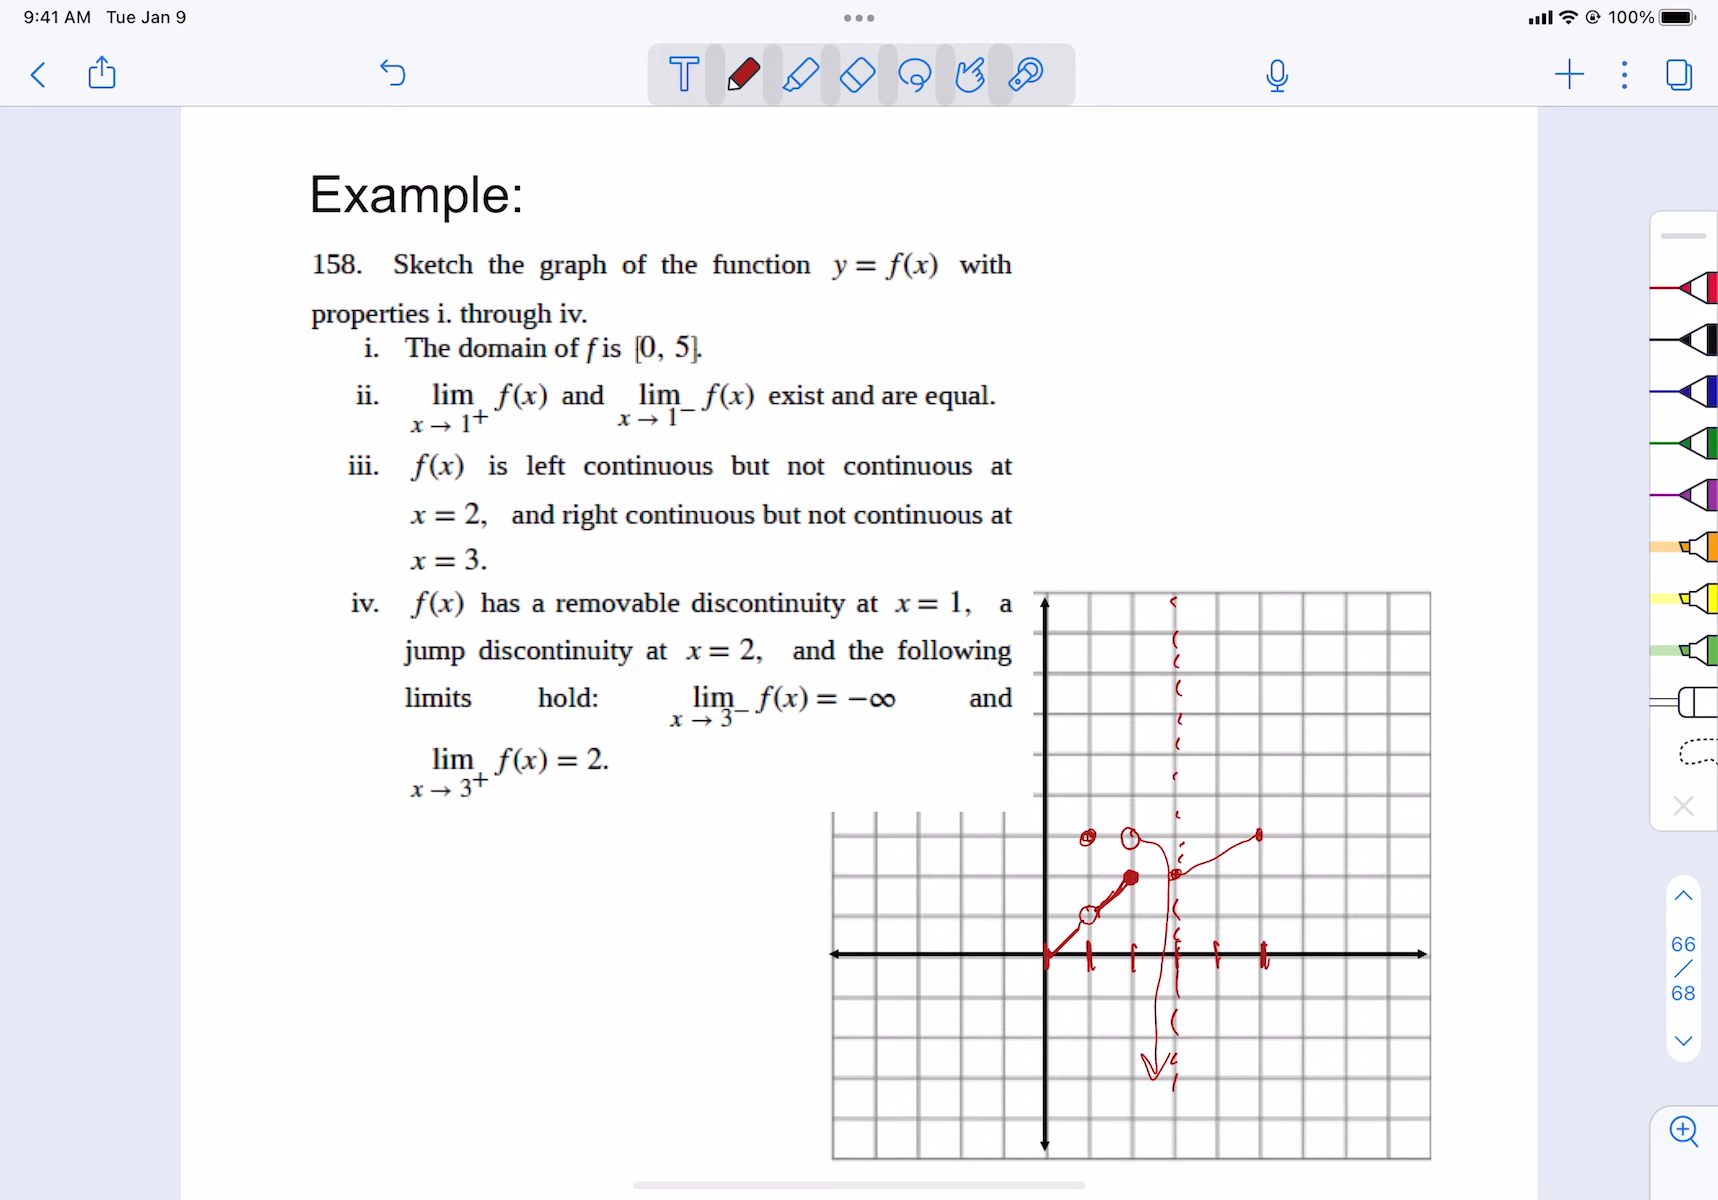 9:41 AM Tue Jan 9
100%
Example:
158. Sketch the graph of the function y = f(x) with
properties i. through iv.
i. The domain of f is [0, 5].
ii. lim x → 1⁺ f(x) and lim x → 1⁻ f(x) exist and are equal.
iii. f(x) is left continuous but not continuous at
x = 2, and right continuous but not continuous at
x = 3.
iv. f(x) has a removable discontinuity at x = 1, a
jump discontinuity at x = 2, and the following
limits hold: lim x → 3⁻ f(x) = −∞ and
lim x → 3⁺ f(x) = 2.
66
/
68